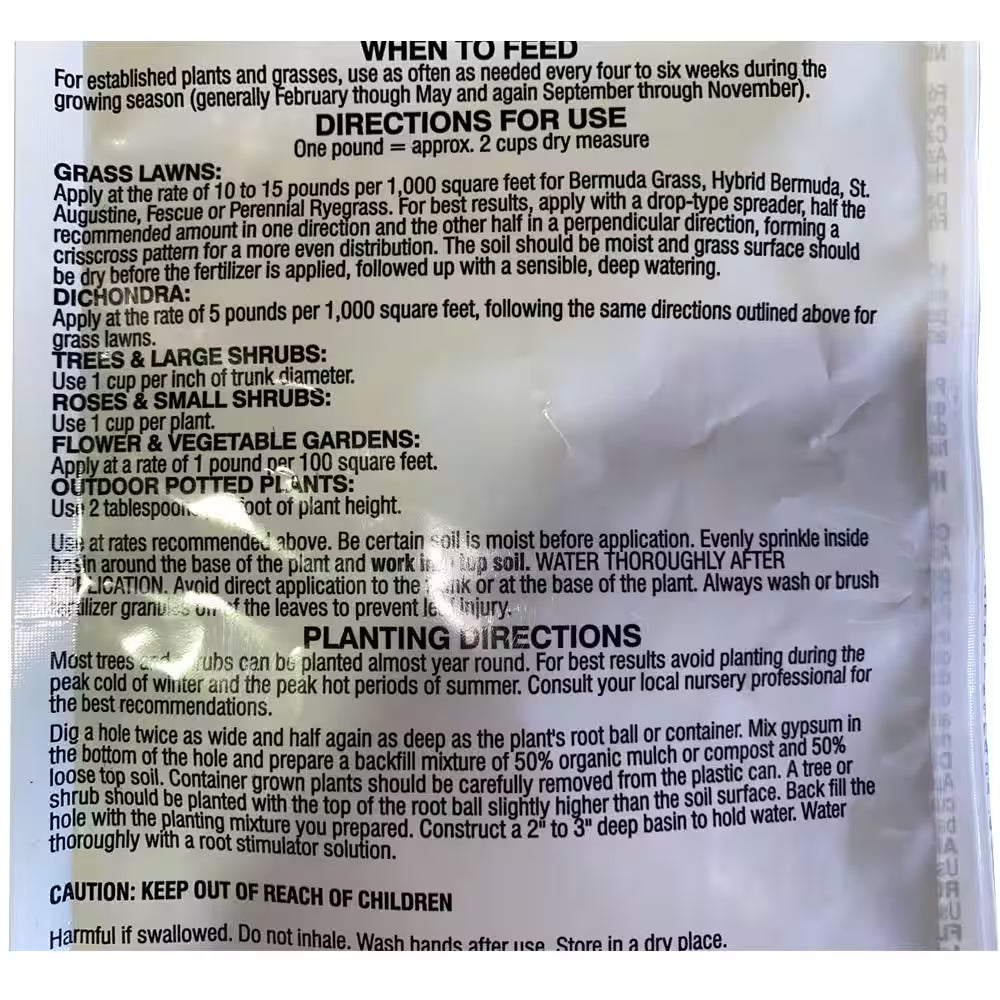 WHEN TO FEED
For established plants and grasses, use as often as needed every four to six weeks during the
growing season (generally February though May and again September through November).
DIRECTIONS FOR USE
One pound = approx. 2 cups dry measure
GRASS LAWNS:
Apply at the rate of 10 to 15 pounds per 1,000 square feet for Bermuda Grass, Hybrid Bermuda, St.
Augustine, Fescue or Perennial Ryegrass. For best results, apply with a drop-type spreader, half the
recommended amount in one direction and the other half in a perpendicular direction, forming a
crisscross pattern for a more even distribution. The soil should be moist and grass surface should
be dry before the fertilizer is applied, followed up with a sensible, deep watering.
DICHONDRA:
Apply at the rate of 5 pounds per 1,000 square feet, following the same directions outlined above for
grass lawns.
TREES & LARGE SHRUBS:
Use 1 cup per inch of trunk diameter.
ROSES & SMALL SHRUBS:
Use 1 cup per plant.
FLOWER & VEGETABLE GARDENS:
Apply at a rate of 1 pound per 100 square feet.
OUTDOOR POTTED PLANTS:
Use 2 foot of plant height.
Use at rates recommended above. Be certain soil is moist before application. Evenly sprinkle inside
basin around the base of the plant and work top soil. WATER THOROUGHLY AFTER
APPLICATION. Avoid direct application to the or at the base of the plant. Always wash or brush
fertilizer granules off of the leaves to prevent leaf injury.
PLANTING DIRECTIONS
Most trees and can be planted almost year round. For best results avoid planting during the
peak cold of winter and the peak hot periods of summer. Consult your local nursery professional for
the best recommendations.
Dig a hole twice as wide and half again as deep as the plant's root ball or container. Mix gypsum in
the bottom of the hole and prepare a backfill mixture of 50% organic mulch or compost and 50%
loose top soil. Container grown plants should be carefully removed from the plastic can. A tree or
shrub should be planted with the top of the root ball slightly higher than the soil surface. Back fill the
hole with the planting mixture you prepared. Construct a 2" to 3" deep basin to hold water. Water
thoroughly with a root stimulator solution.
CAUTION: KEEP OUT OF REACH OF CHILDREN
Harmful if swallowed. Do not inhale. Wash hands after use. Store in a dry place.